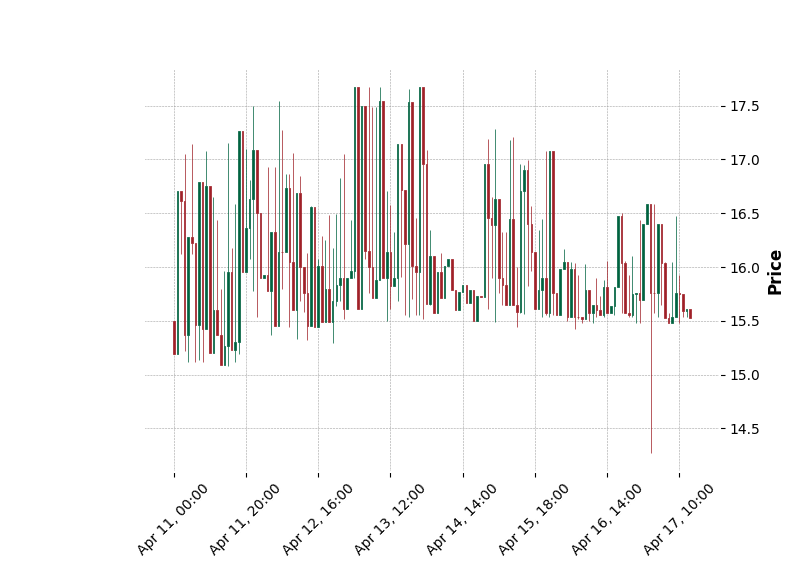 17.5
17.0
16.5
16.0
15.5
15.0
14.5
Price
Apr 11, 00:00
Apr 11, 20:00
Apr 12, 16:00
Apr 13, 12:00
Apr 14, 14:00
Apr 15, 18:00
Apr 16, 14:00
Apr 17, 10:00